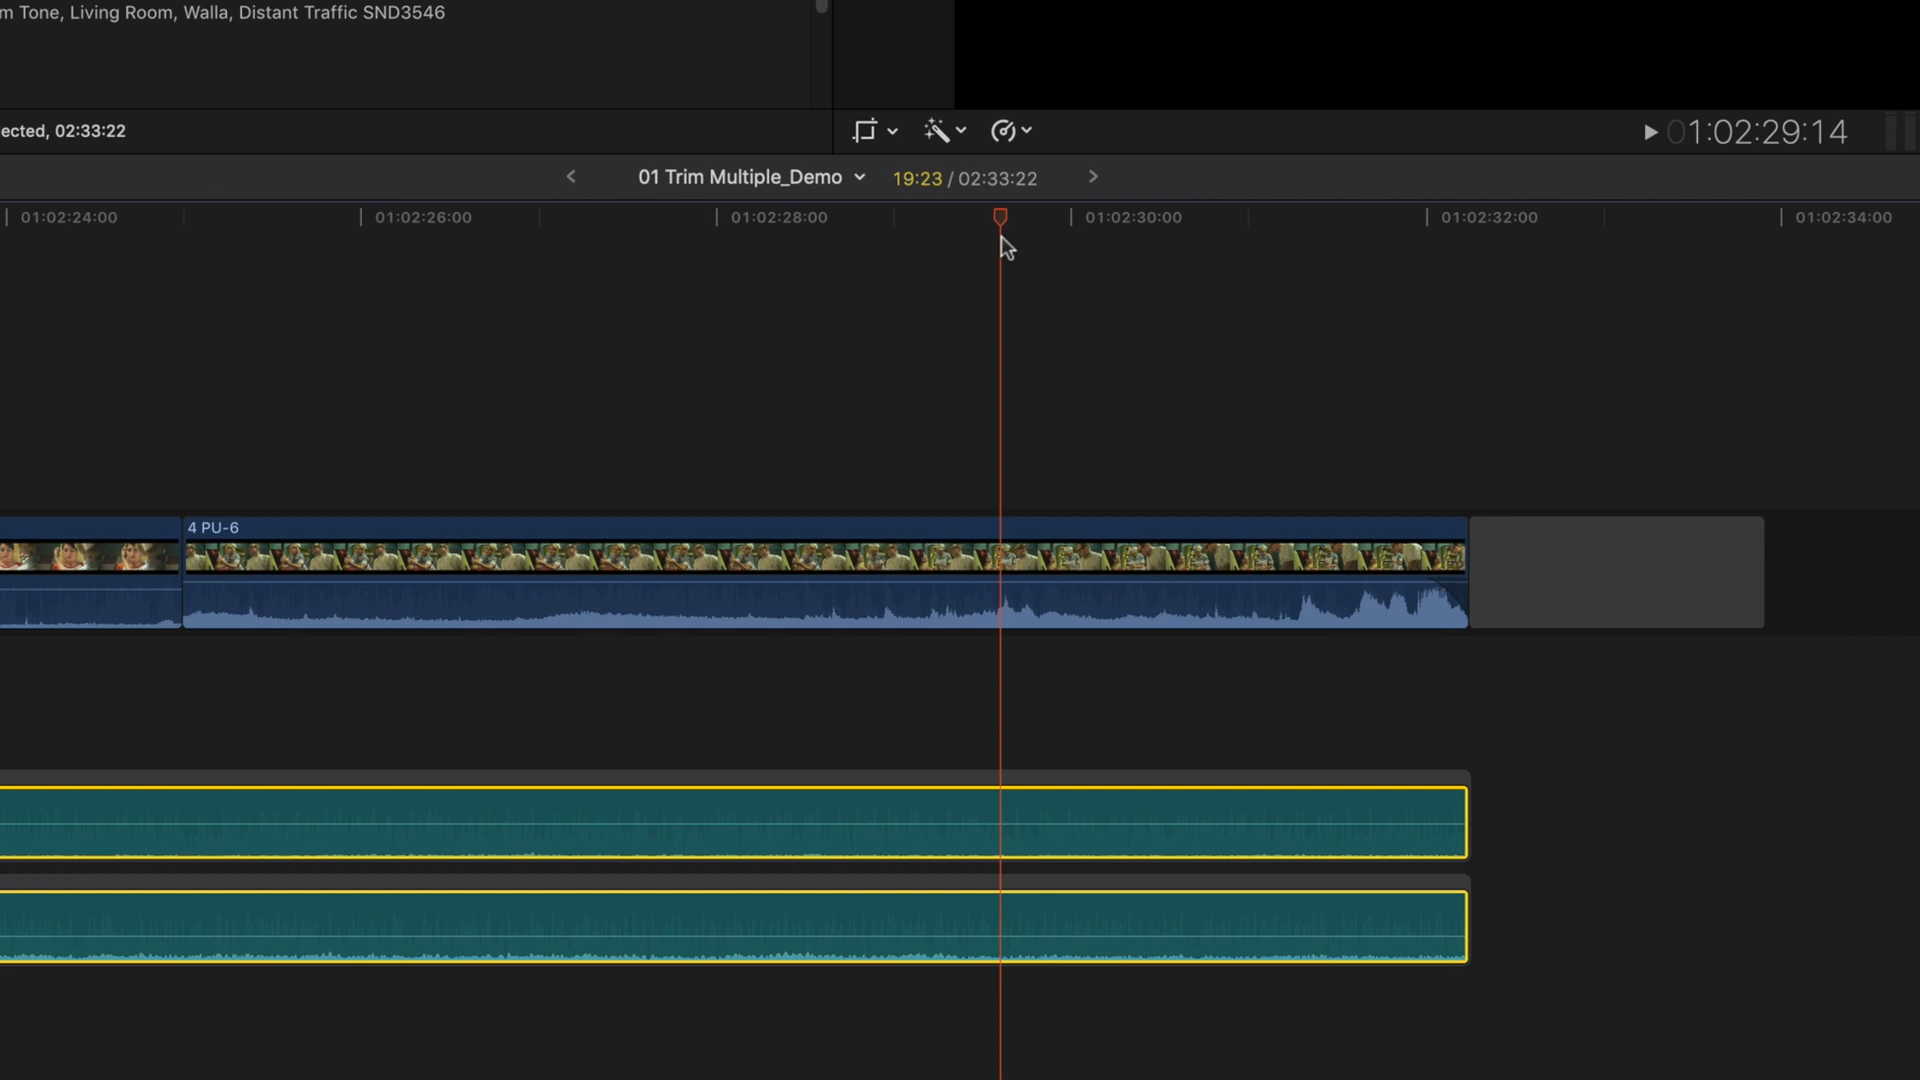 m Tone, Living Room, Walla, Distant Traffic SND3546
ected, 02:33:22
01:02:29:14
01 Trim Multiple_Demo 19:23 / 02:33:22
01:02:24:00 01:02:26:00 01:02:28:00 01:02:30:00 01:02:32:00 01:02:34:00
4 PU-6